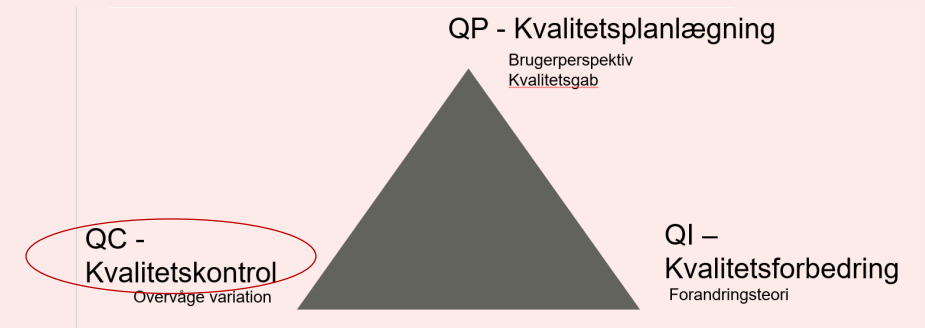 QP - Kvalitetsplanlægning
Brugerperspektiv
Kvalitetsgab
QC -
Kvalitetskontrol
Overvåge variation
QI –
Kvalitetsforbedring
Forandringsteori